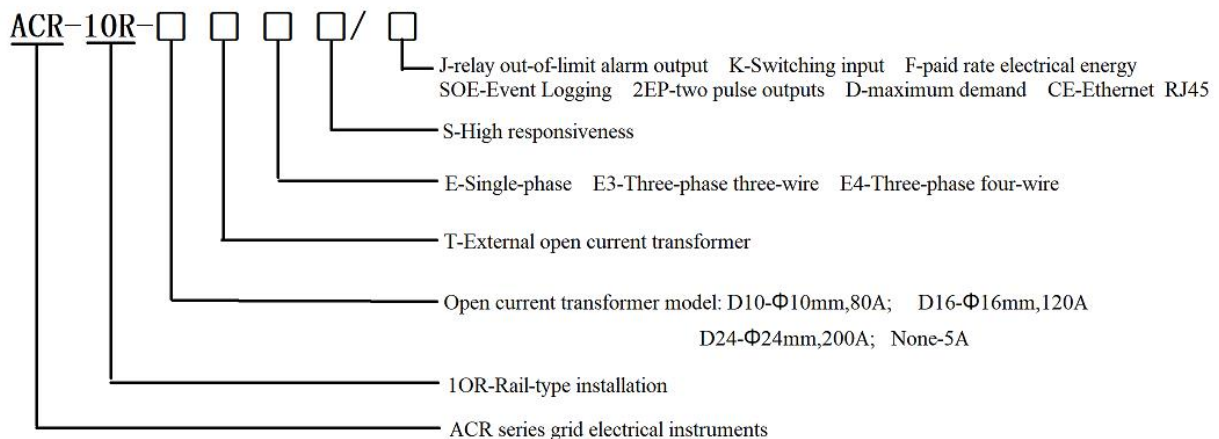 ACR-10R-□ □ □ □/ □
J-relay out-of-limit alarm output K-Switching input F-paid rate electrical energy
SOE-Event Logging 2EP-two pulse outputs D-maximum demand CE-Ethernet RJ45
S-High responsiveness
E-Single-phase E3-Three-phase three-wire E4-Three-phase four-wire
T-External open current transformer
Open current transformer model: D10-Φ10mm,80A; D16-Φ16mm,120A
D24-Φ24mm,200A; None-5A
1OR-Rail-type installation
ACR series grid electrical instruments